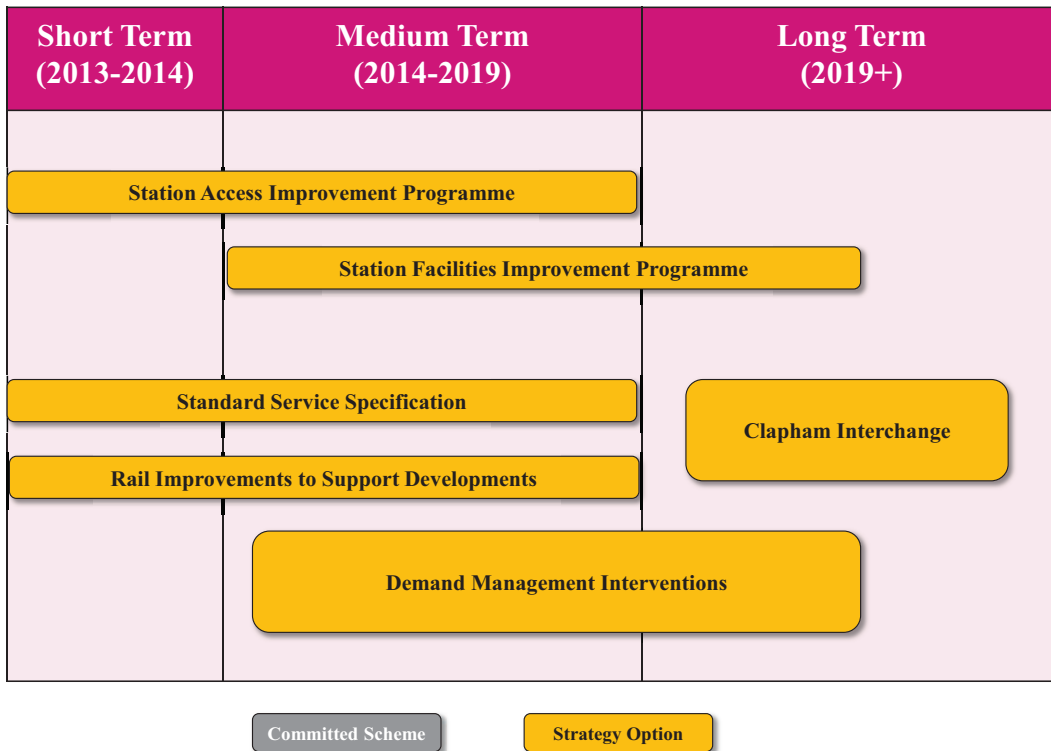 Short Term
(2013-2014)
Medium Term
(2014-2019)
Long Term
(2019+)
Station Access Improvement Programme
Station Facilities Improvement Programme
Standard Service Specification
Clapham Interchange
Rail Improvements to Support Developments
Demand Management Interventions
Committed Scheme
Strategy Option